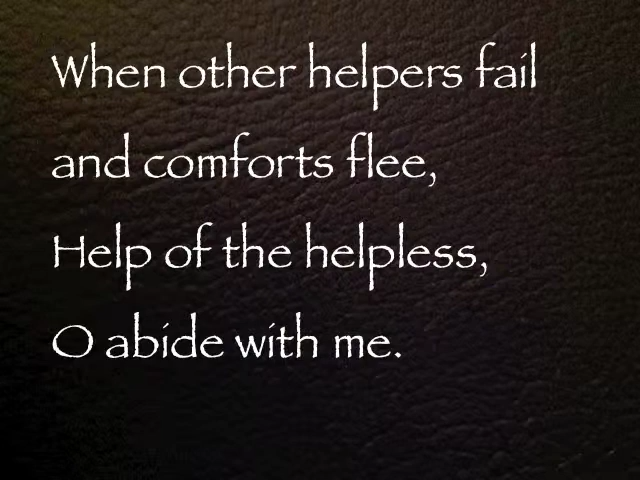 When other helpers fail
and comforts flee,
Help of the helpless,
O abide with me.